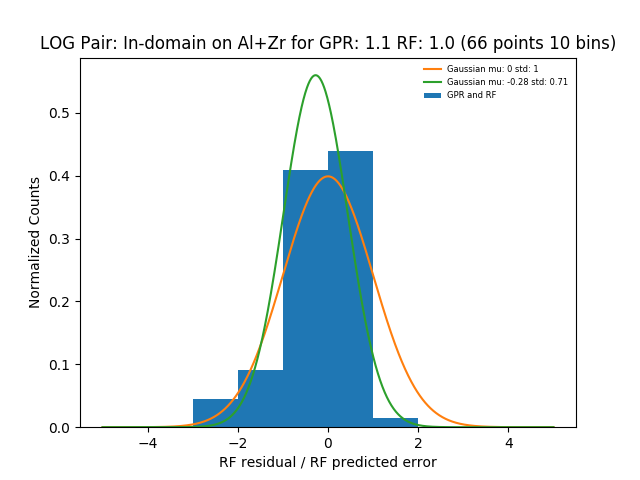 LOG Pair: In-domain on Al+Zr for GPR: 1.1 RF: 1.0 (66 points 10 bins)
Gaussian mu: 0 std: 1
Gaussian mu: -0.28 std: 0.71
GPR and RF
Normalized Counts
0.5
0.4
0.3
0.2
0.1
0.0
−4 −2 0 2 4
RF residual / RF predicted error